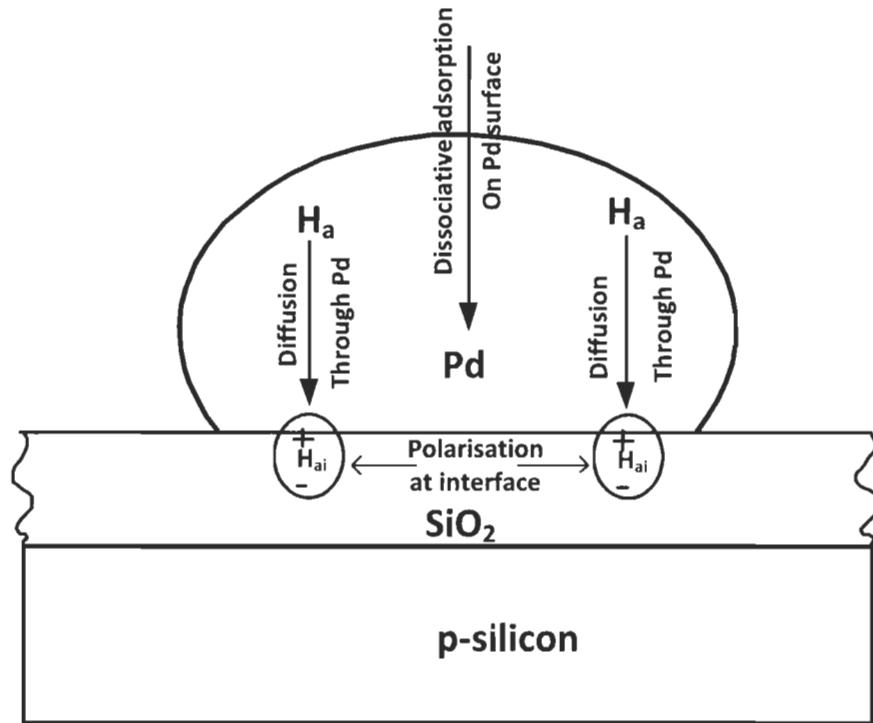 Dissociative adsorption
On Pd surface
Hₐ
Diffusion
Through Pd
Hₐ
Diffusion
Through Pd
Pd
+
Hₐᵢ
-
Polarisation
at interface
+
Hₐᵢ
-
SiO₂
p-silicon